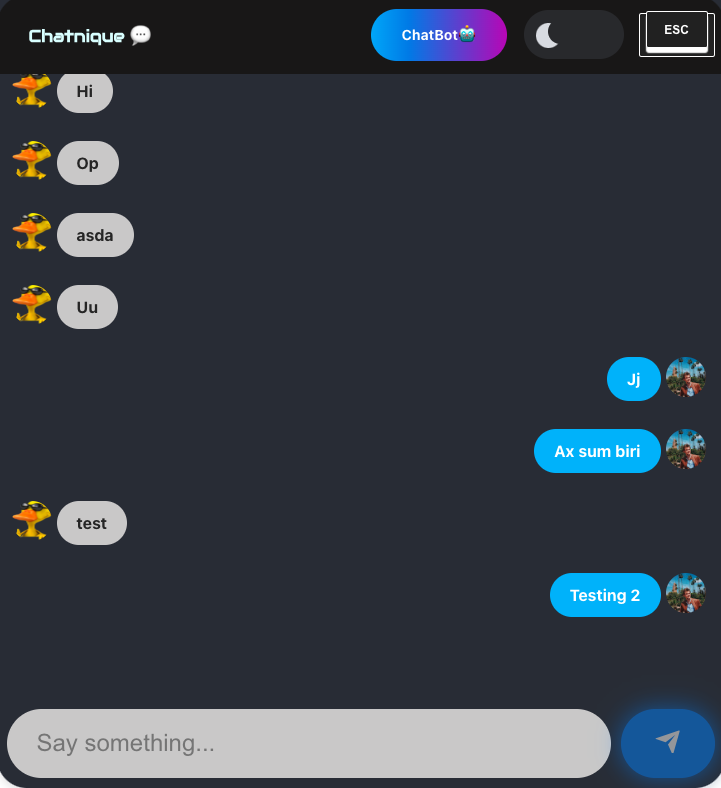 Chatnique 💬
ChatBot🤖
ESC
Hi
Op
asda
Uu
Jj
Ax sum biri
test
Testing 2
Say something...